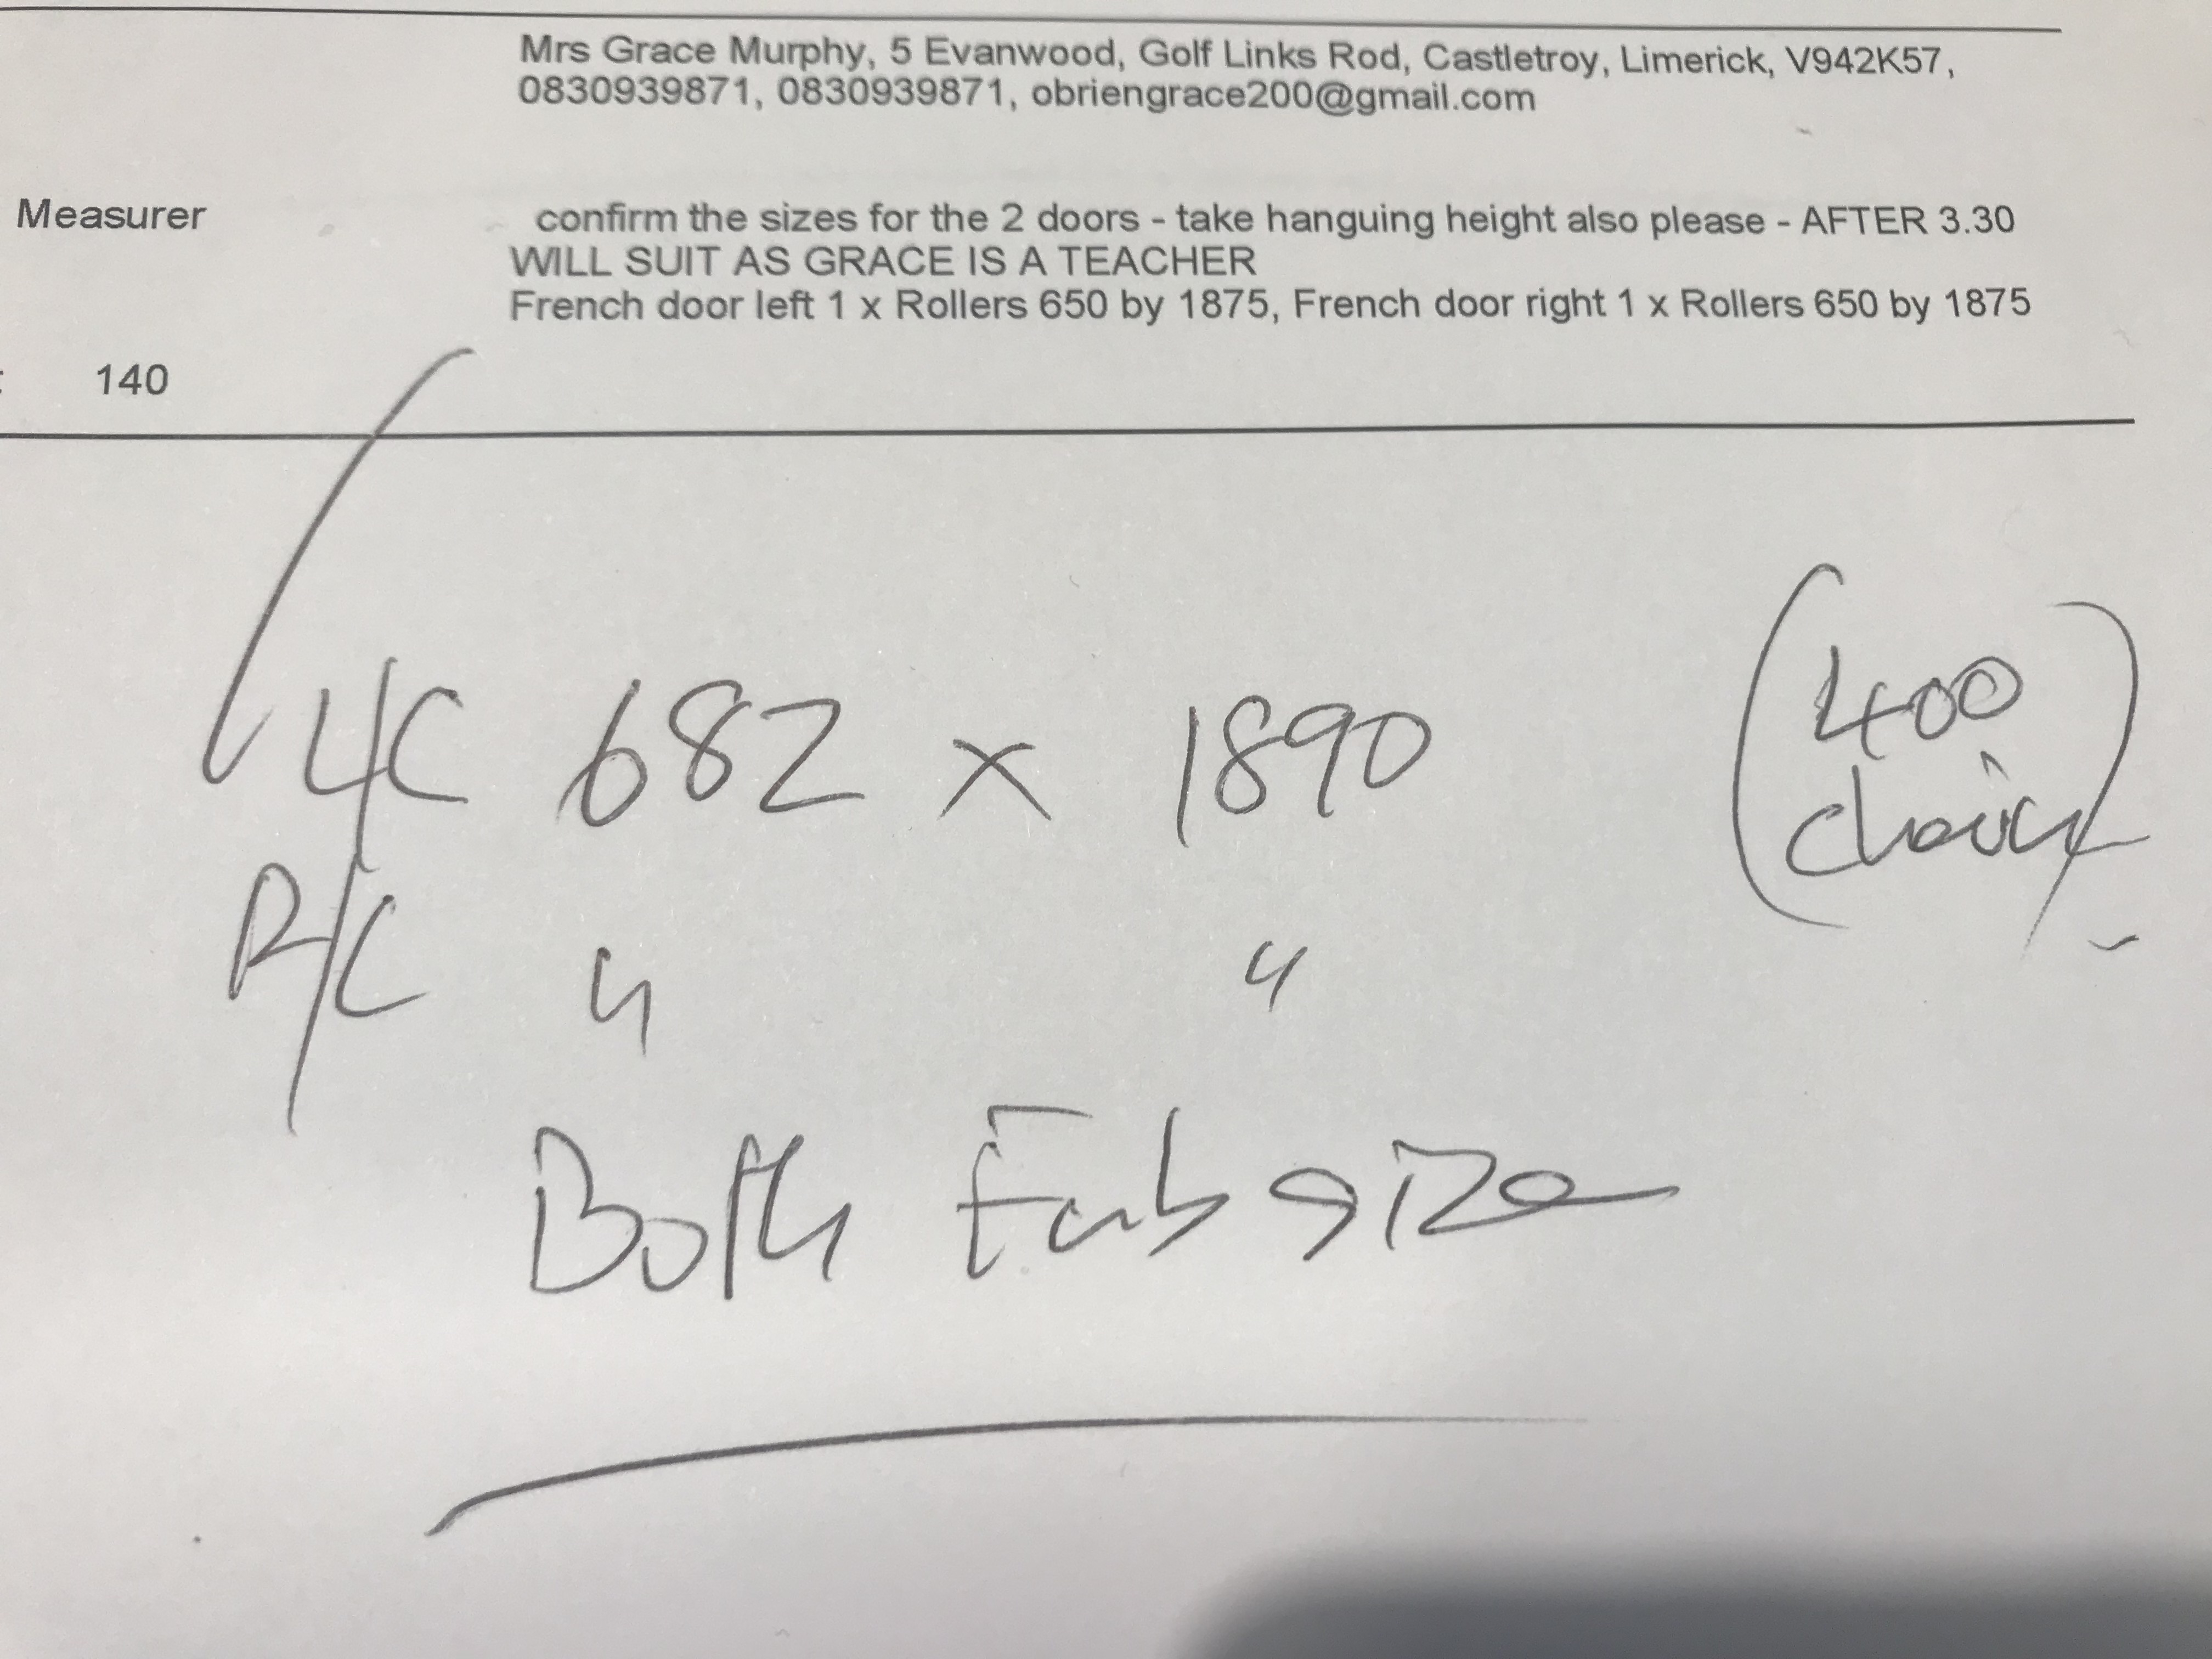 Mrs Grace Murphy, 5 Evanwood, Golf Links Rod, Castletroy, Limerick, V942K57,
0830939871, 0830939871, obriengrace200@gmail.com
Measurer
confirm the sizes for the 2 doors - take hanguing height also please - AFTER 3.30
WILL SUIT AS GRACE IS A TEACHER
French door left 1 x Rollers 650 by 1875, French door right 1 x Rollers 650 by 1875
: 140
L/C 682 x 1890
(400
chain)
R/C " "
Both Fab size